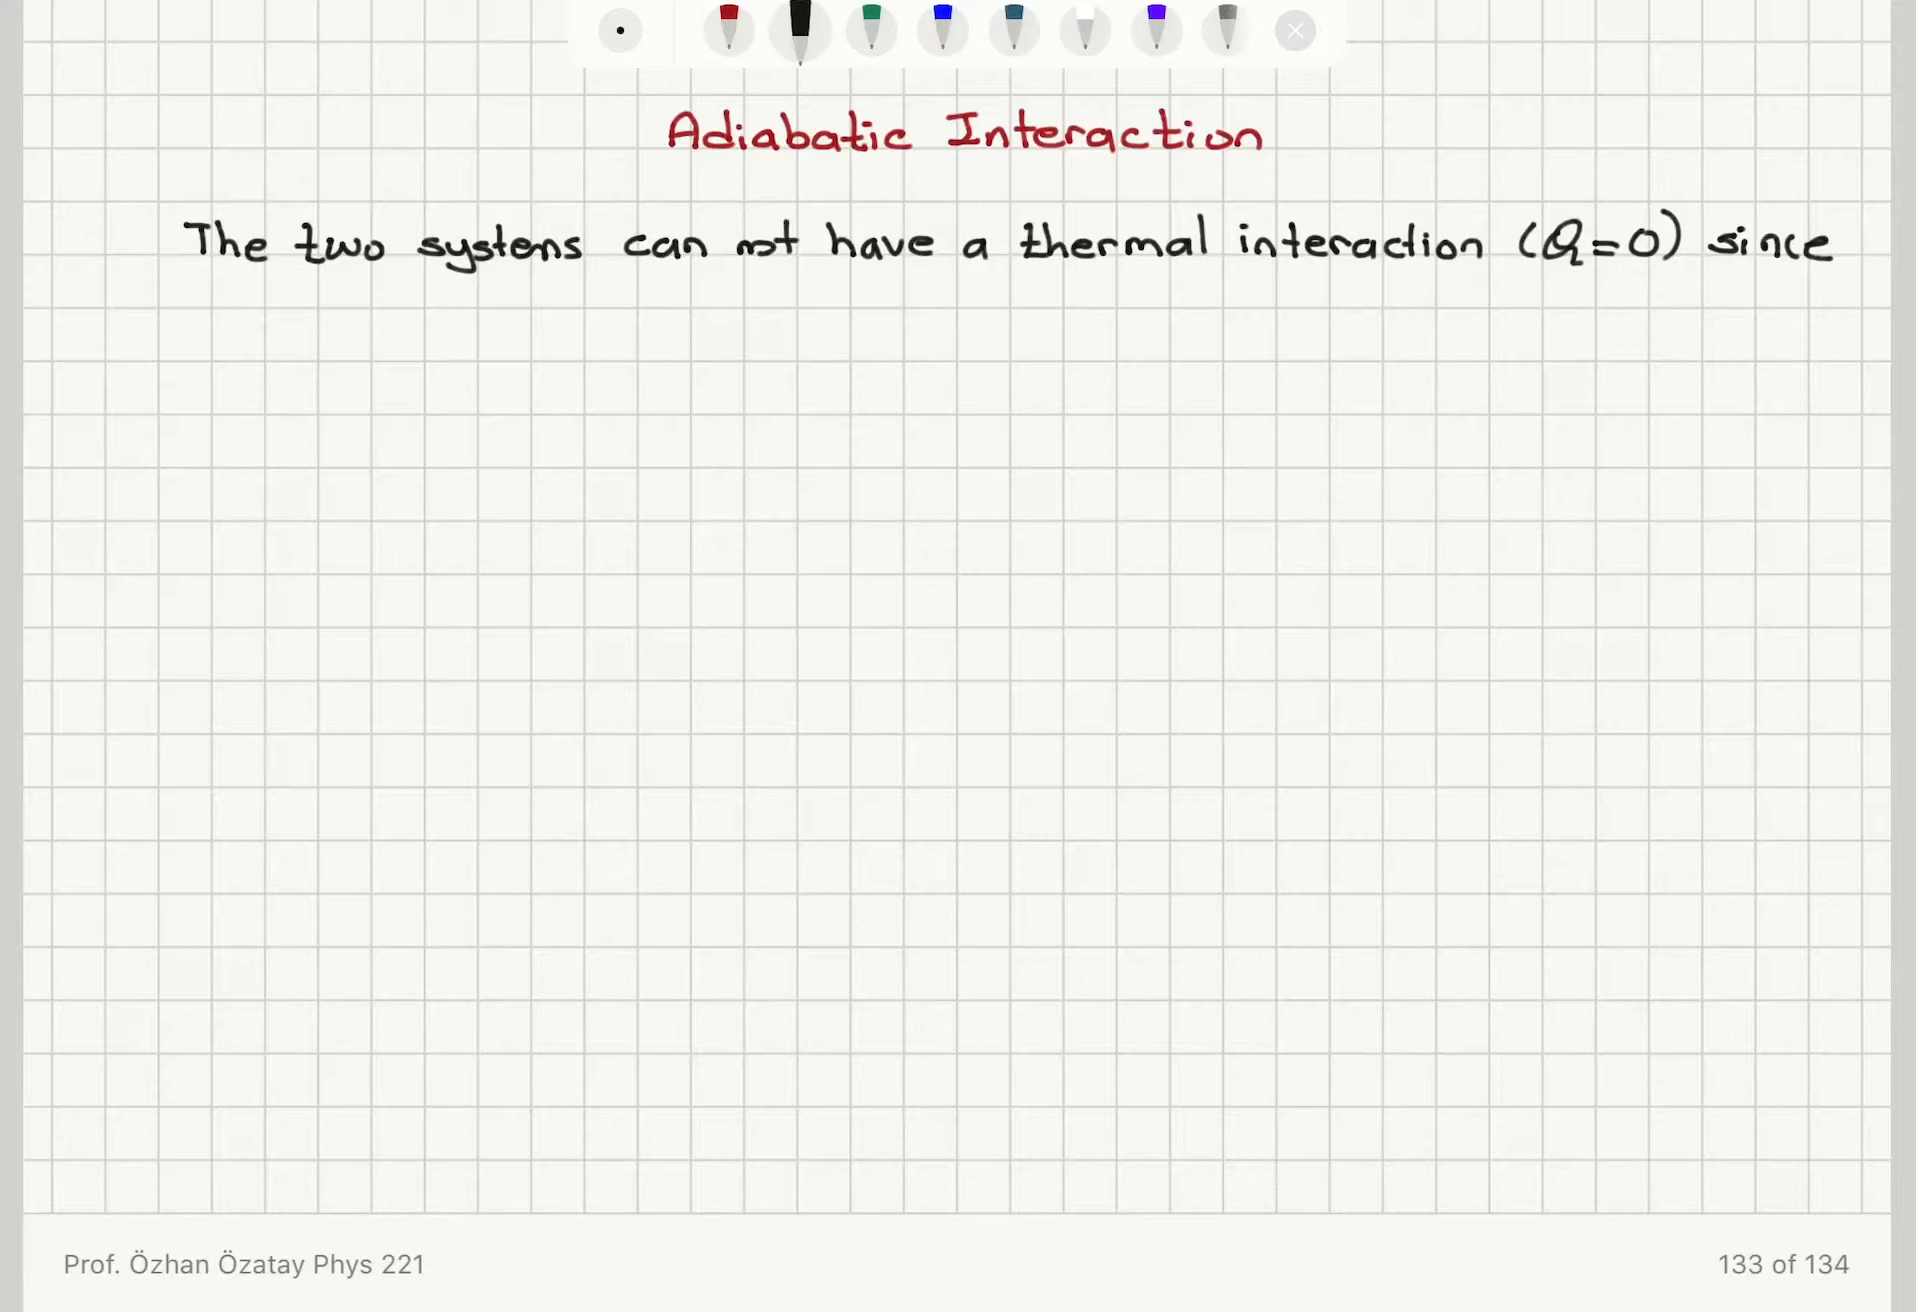 Adiabatic Interaction
The two systems can not have a thermal interaction (Q=0) since
Prof. Özhan Özatay Phys 221
133 of 134